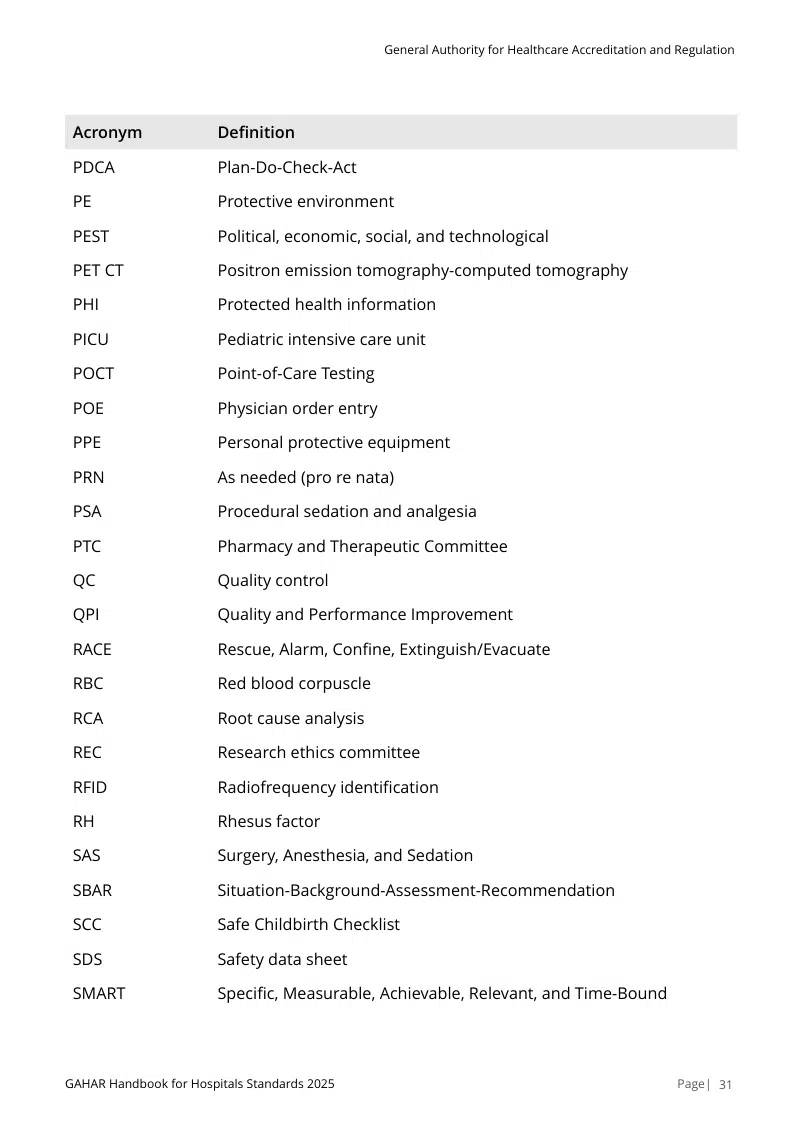 General Authority for Healthcare Accreditation and Regulation
Acronym Definition
PDCA Plan-Do-Check-Act
PE Protective environment
PEST Political, economic, social, and technological
PET CT Positron emission tomography-computed tomography
PHI Protected health information
PICU Pediatric intensive care unit
POCT Point-of-Care Testing
POE Physician order entry
PPE Personal protective equipment
PRN As needed (pro re nata)
PSA Procedural sedation and analgesia
PTC Pharmacy and Therapeutic Committee
QC Quality control
QPI Quality and Performance Improvement
RACE Rescue, Alarm, Confine, Extinguish/Evacuate
RBC Red blood corpuscle
RCA Root cause analysis
REC Research ethics committee
RFID Radiofrequency identification
RH Rhesus factor
SAS Surgery, Anesthesia, and Sedation
SBAR Situation-Background-Assessment-Recommendation
SCC Safe Childbirth Checklist
SDS Safety data sheet
SMART Specific, Measurable, Achievable, Relevant, and Time-Bound
GAHAR Handbook for Hospitals Standards 2025 Page| 31